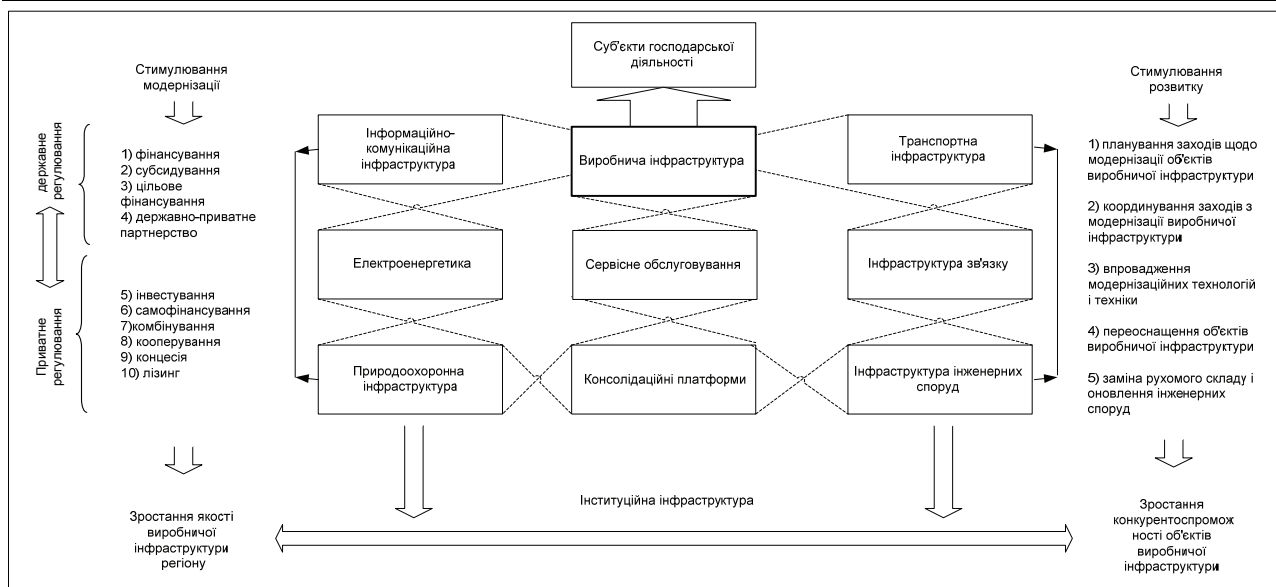 Суб'єкти господарської
діяльності
Стимулювання
модернізації
державне
регулювання
1) фінансування
2) субсидування
3) цільове
фінансування
4) державно-приватне
партнерство
Приватне
регулювання
5) інвестування
6) самофінансування
7)комбінування
8) кооперування
9) концесія
10) лізинг
Зростання якості
виробничої
інфраструктури
регіону
Інформаційно-
комунікаційна
інфраструктура
Виробнича інфраструктура
Транспортна
інфраструктура
Електроенергетика
Сервісне обслуговування
Інфраструктура зв'язку
Природоохоронна
інфраструктура
Консолідаційні платформи
Інфраструктура інженерних
споруд
Інституційна інфраструктура
Стимулювання
розвитку
1) планування заходів щодо
модернізації об'єктів
виробничої інфраструктури
2) координування заходів з
модернізації виробничої
інфраструктури
3) впровадження
модернізаційних технологій
і техніки
4) переоснащення об'єктів
виробничої інфраструктури
5) заміна рухомого складу і
оновлення інженерних
споруд
Зростання
конкурентоспромож
ності об'єктів
виробничої
інфраструктури